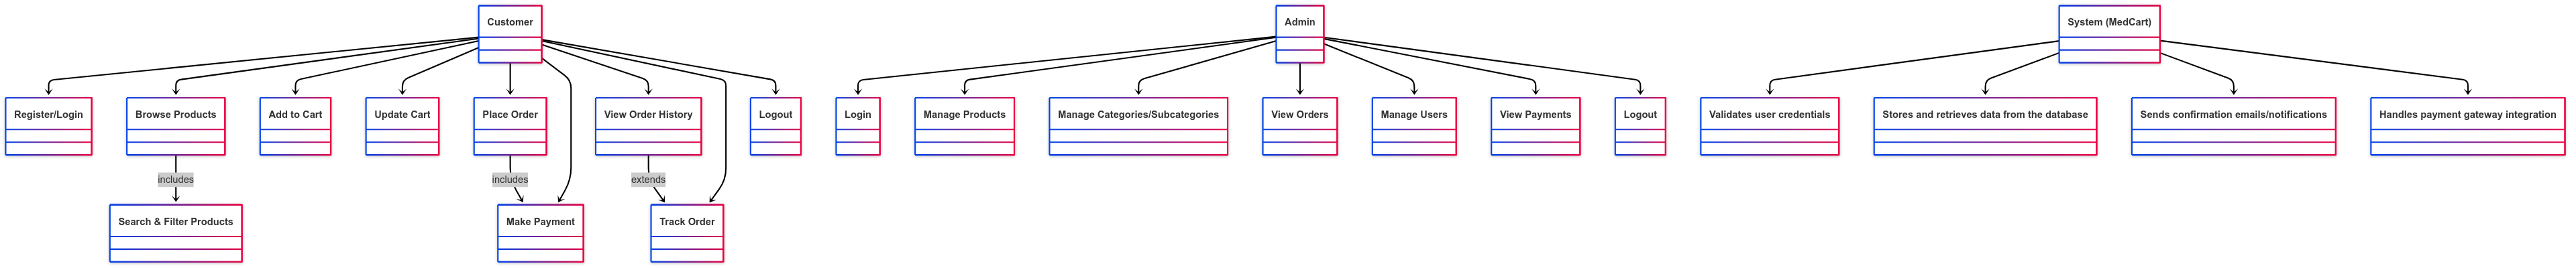 Customer
Admin
System (MedCart)
Register/Login
Browse Products
Add to Cart
Update Cart
Place Order
View Order History
Logout
Login
Manage Products
Manage Categories/Subcategories
View Orders
Manage Users
View Payments
Logout
Validates user credentials
Stores and retrieves data from the database
Sends confirmation emails/notifications
Handles payment gateway integration
includes
includes
extends
Search & Filter Products
Make Payment
Track Order